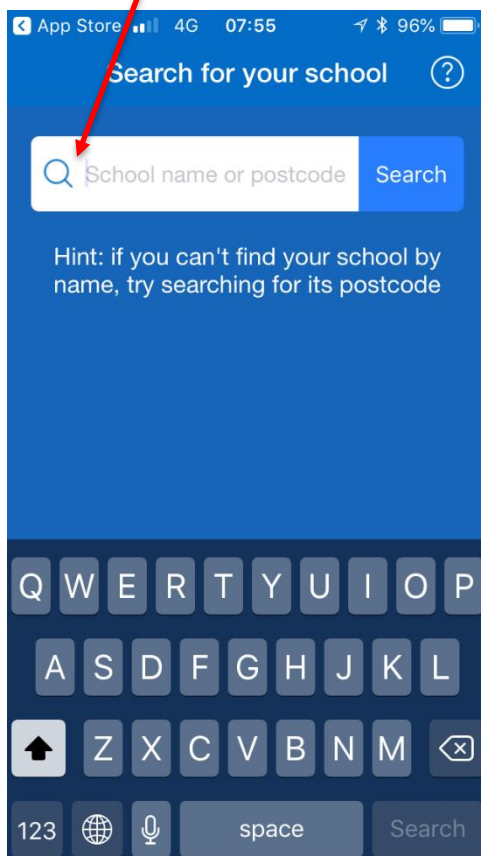 App Store 4G 07:55 96%
Search for your school ?
School name or postcode Search
Hint: if you can't find your school by
name, try searching for its postcode
Q W E R T Y U I O P
A S D F G H J K L
Z X C V B N M
123 space Search